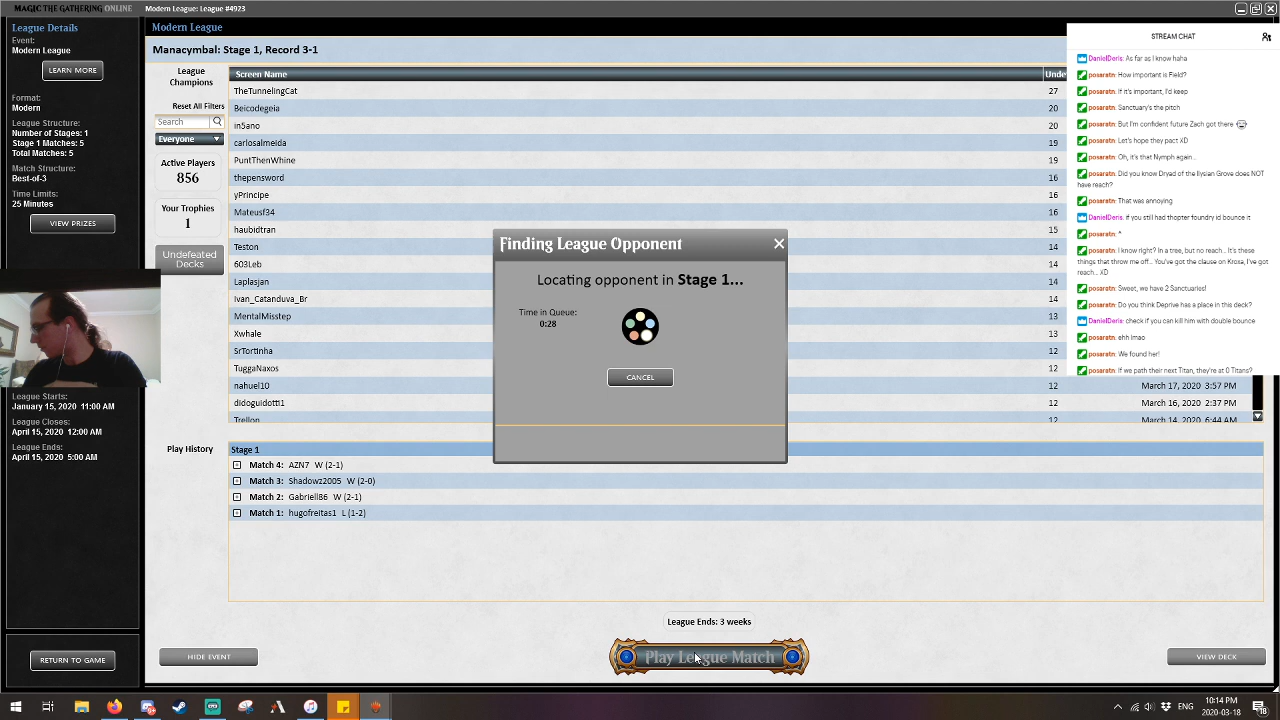 MAGIC THE GATHERING ONLINE
Modern League: League #4923
League Details
Event:
Modern League
LEARN MORE
Format:
Modern
League Structure:
Number of Stages: 1
Stage 1 Matches: 5
Total Matches: 5
Match Structure:
Best-of-3
Time Limits:
25 Minutes
VIEW PRIZES
League Starts:
January 15, 2020 11:00 AM
League Closes:
April 15, 2020 12:00 AM
League Ends:
April 15, 2020 5:00 AM
RETURN TO GAME
Modern League
Manacymbal: Stage 1, Record 3-1
League
Champions
Reset All Filters
Search
Everyone
Active Players
856
Your Trophies
1
Undefeated
Decks
Screen Name
Unde
TheTunnelingCat 27
Beicodegeia 20
in5ano 20
carlosalmeida 19
PuntThenWhine 19
thepensword 16
yPrincipe 16
Mateusf34 16
haubidtran 15
Teston 14
603Leb 14
Laplasjan 14
Ivan_Catanduva_Br 14
MentalMisstep 13
Xwhale 13
SrTortinha 12
TuggaNaxos 12
nahuel10 12 March 17, 2020 3:57 PM
didoguidotti1 12 March 16, 2020 2:37 PM
Trellon 12 March 14, 2020 6:44 AM
Finding League Opponent
Locating opponent in Stage 1...
Time in Queue:
0:28
CANCEL
Play History
Stage 1
Match 4: AZN7 W (2-1)
Match 3: Shadowz2005 W (2-0)
Match 2: Gabriell86 W (2-1)
Match 1: hugofreitas1 L (1-2)
League Ends: 3 weeks
HIDE EVENT
Play League Match
VIEW DECK
STREAM CHAT
DanielDeris: As far as I know haha
posaratn: How important is Field?
posaratn: If it's important, I'd keep
posaratn: Sanctuary's the pitch
posaratn: But I'm confident future Zach got there
posaratn: Let's hope they pact XD
posaratn: Oh, it's that Nymph again...
posaratn: Did you know Dryad of the Ilysian Grove does NOT
have reach?
posaratn: That was annoying
DanielDeris: if you still had thopter foundry id bounce it
posaratn: *
posaratn: I know right? In a tree, but no reach... It's these
things that throw me off... You've got the clause on Kroxa, I've got
reach... XD
posaratn: Sweet, we have 2 Sanctuaries!
posaratn: Do you think Deprive has a place in this deck?
DanielDeris: check if you can kill him with double bounce
posaratn: ehh lmao
posaratn: We found her!
posaratn: If we path their next Titan, they're at 0 Titans?
ENG
10:14 PM
2020-03-18
18